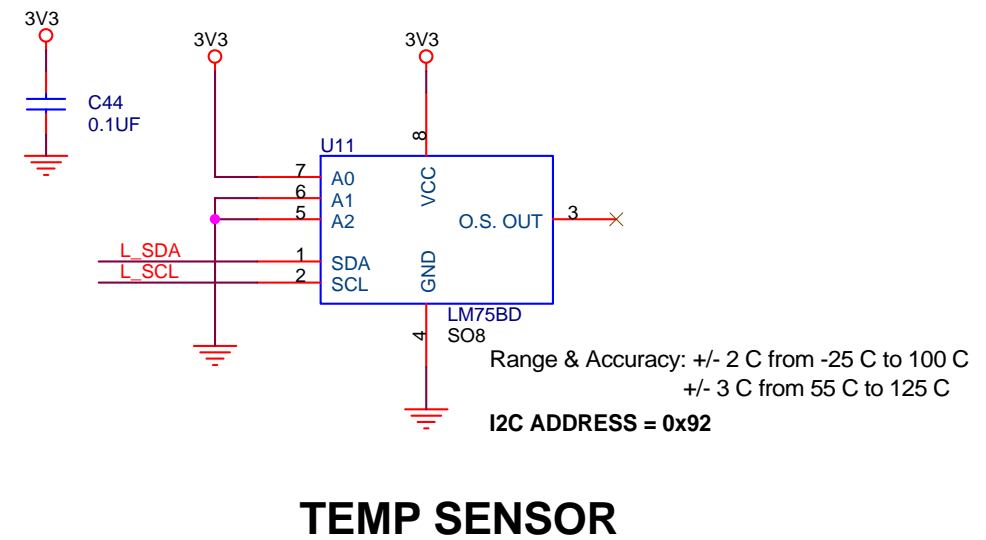 3V3
3V3
3V3
C44
0.1UF
U11
8
7
A0
VCC
6
A1
5
A2
O.S. OUT
3
L_SDA
1
SDA
L_SCL
2
SCL
GND
LM75BD
4
SO8
Range & Accuracy: +/- 2 C from -25 C to 100 C
+/- 3 C from 55 C to 125 C
I2C ADDRESS = 0x92
TEMP SENSOR